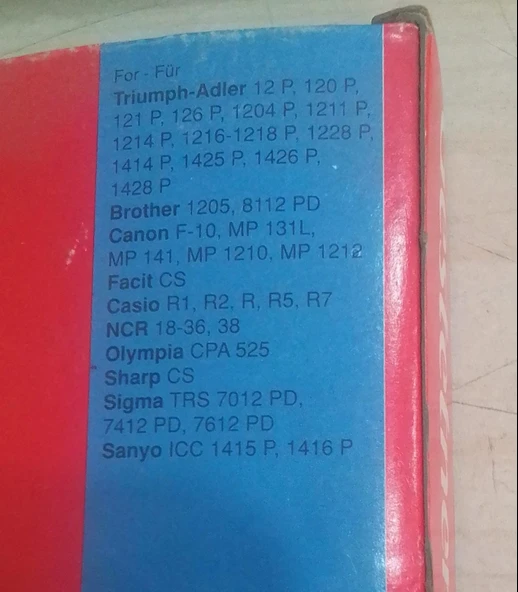 For - Für
Triumph-Adler 12 P, 120 P,
121 P, 126 P, 1204 P, 1211 P,
1214 P, 1216-1218 P, 1228 P,
1414 P, 1425 P, 1426 P,
1428 P
Brother 1205, 8112 PD
Canon F-10, MP 131L,
MP 141, MP 1210, MP 1212
Facit CS
Casio R1, R2, R, R5, R7
NCR 18-36, 38
Olympia CPA 525
Sharp CS
Sigma TRS 7012 PD,
7412 PD, 7612 PD
Sanyo ICC 1415 P, 1416 P